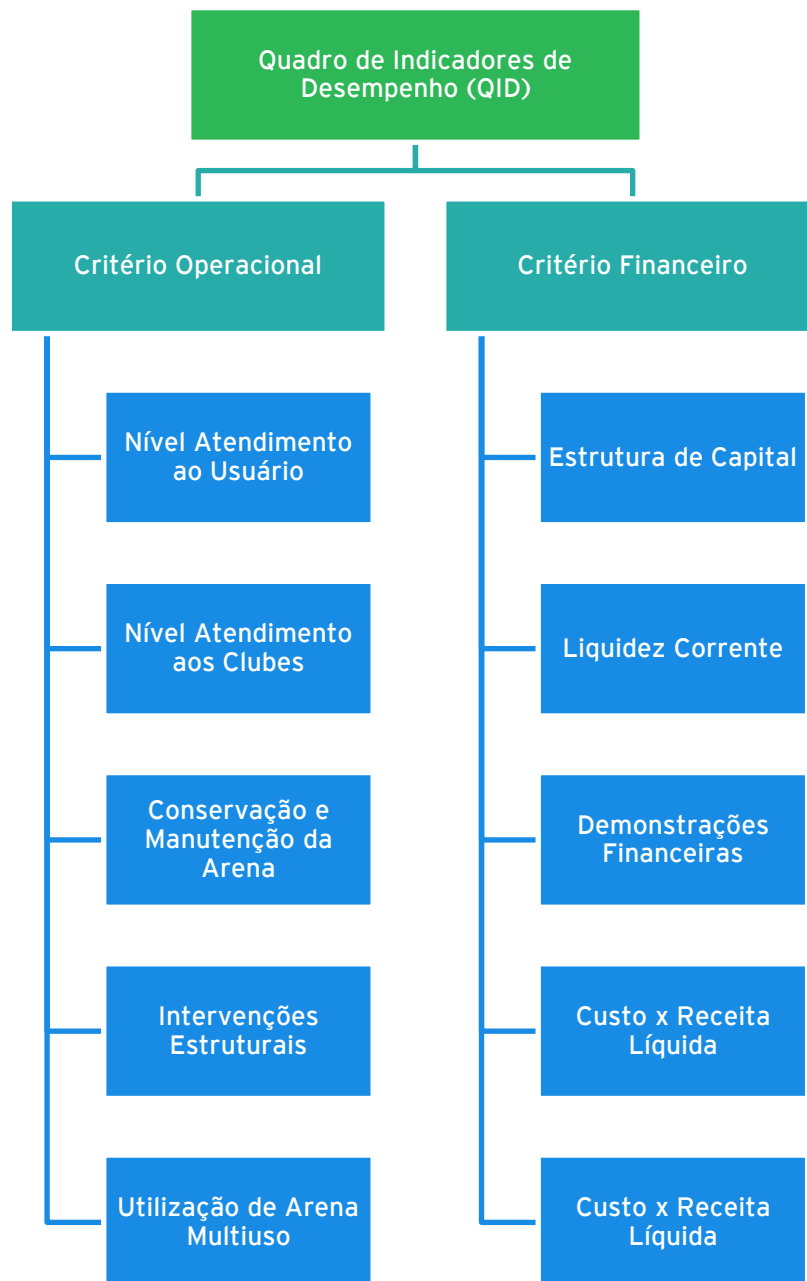 Quadro de Indicadores de
Desempenho (QID)
Critério Operacional
Nível Atendimento
ao Usuário
Nível Atendimento
aos Clubes
Conservação e
Manutenção da
Arena
Intervenções
Estruturais
Utilização de Arena
Multiuso
Critério Financeiro
Estrutura de Capital
Liquidez Corrente
Demonstrações
Financeiras
Custo x Receita
Líquida
Custo x Receita
Líquida